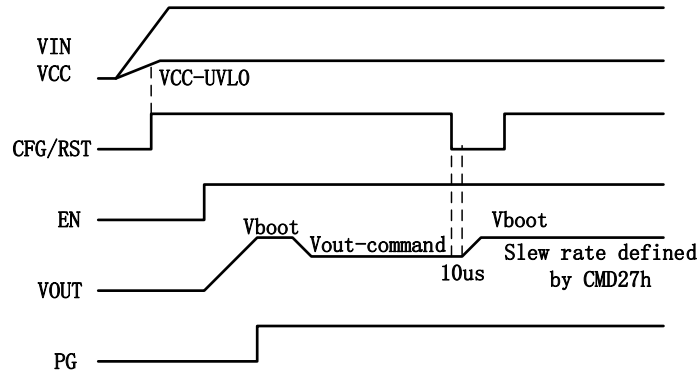 VIN
VCC
VCC-UVLO
CFG/RST
EN
Vboot
Vboot
Vout-command
Slew rate defined
by CMD27h
10us
VOUT
PG